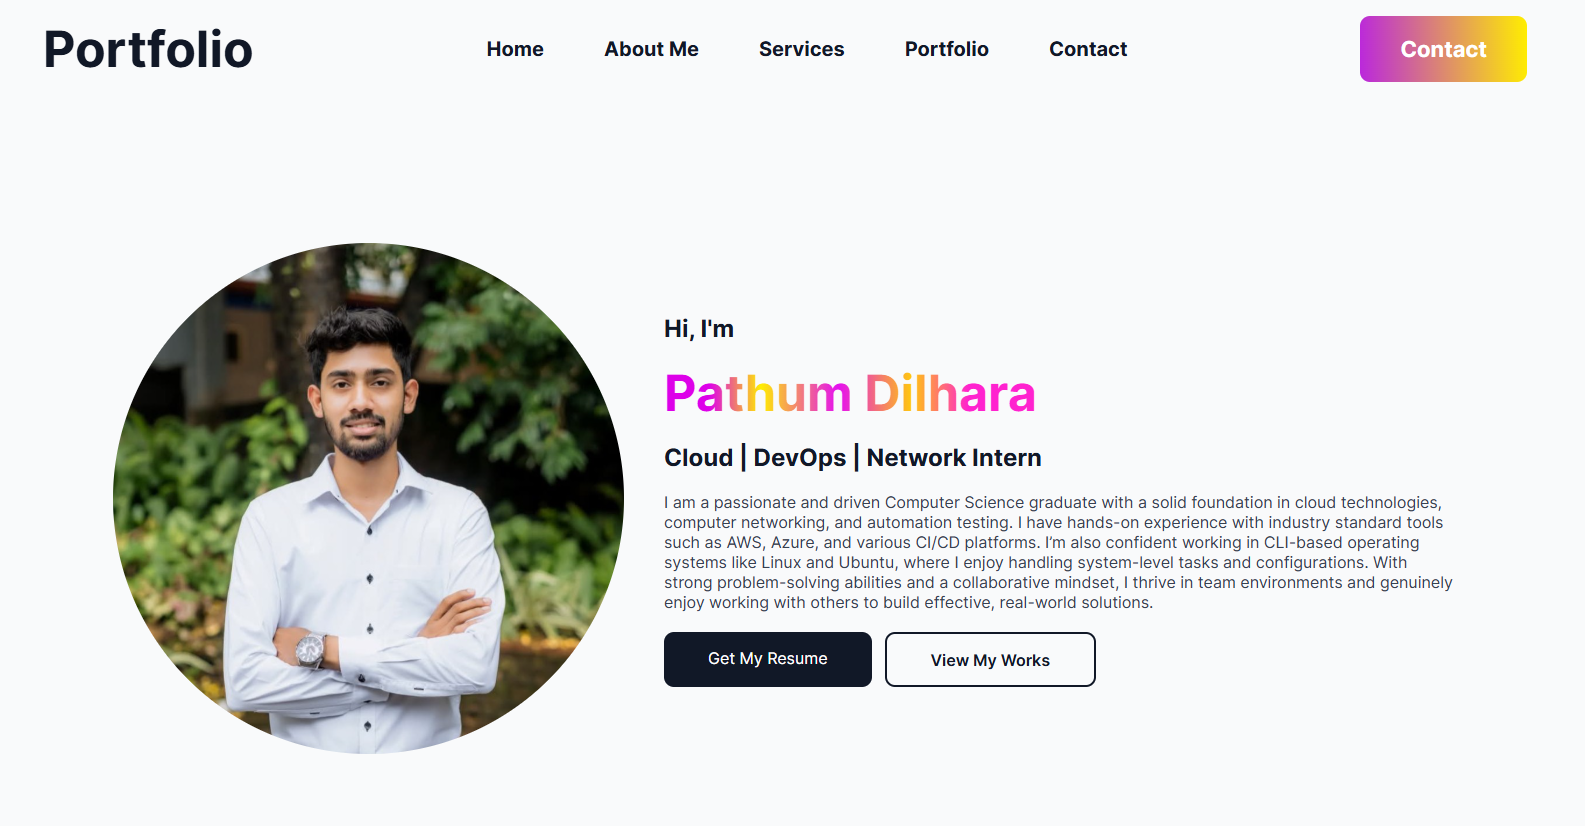 Portfolio
Home
About Me
Services
Portfolio
Contact
Contact
Hi, I'm
Pathum Dilhara
Cloud | DevOps | Network Intern
I am a passionate and driven Computer Science graduate with a solid foundation in cloud technologies,
computer networking, and automation testing. I have hands-on experience with industry standard tools
such as AWS, Azure, and various CI/CD platforms. I’m also confident working in CLI-based operating
systems like Linux and Ubuntu, where I enjoy handling system-level tasks and configurations. With
strong problem-solving abilities and a collaborative mindset, I thrive in team environments and genuinely
enjoy working with others to build effective, real-world solutions.
Get My Resume
View My Works